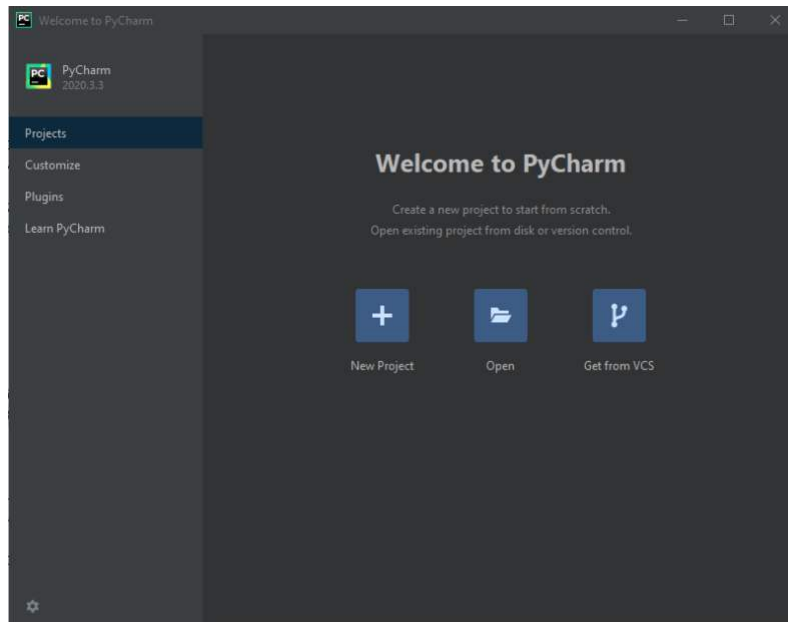 Welcome to PyCharm
PC
PyCharm
2020.3.3
Projects
Customize
Plugins
Learn PyCharm
Welcome to PyCharm
Create a new project to start from scratch.
Open existing project from disk or version control.
New Project
Open
Get from VCS